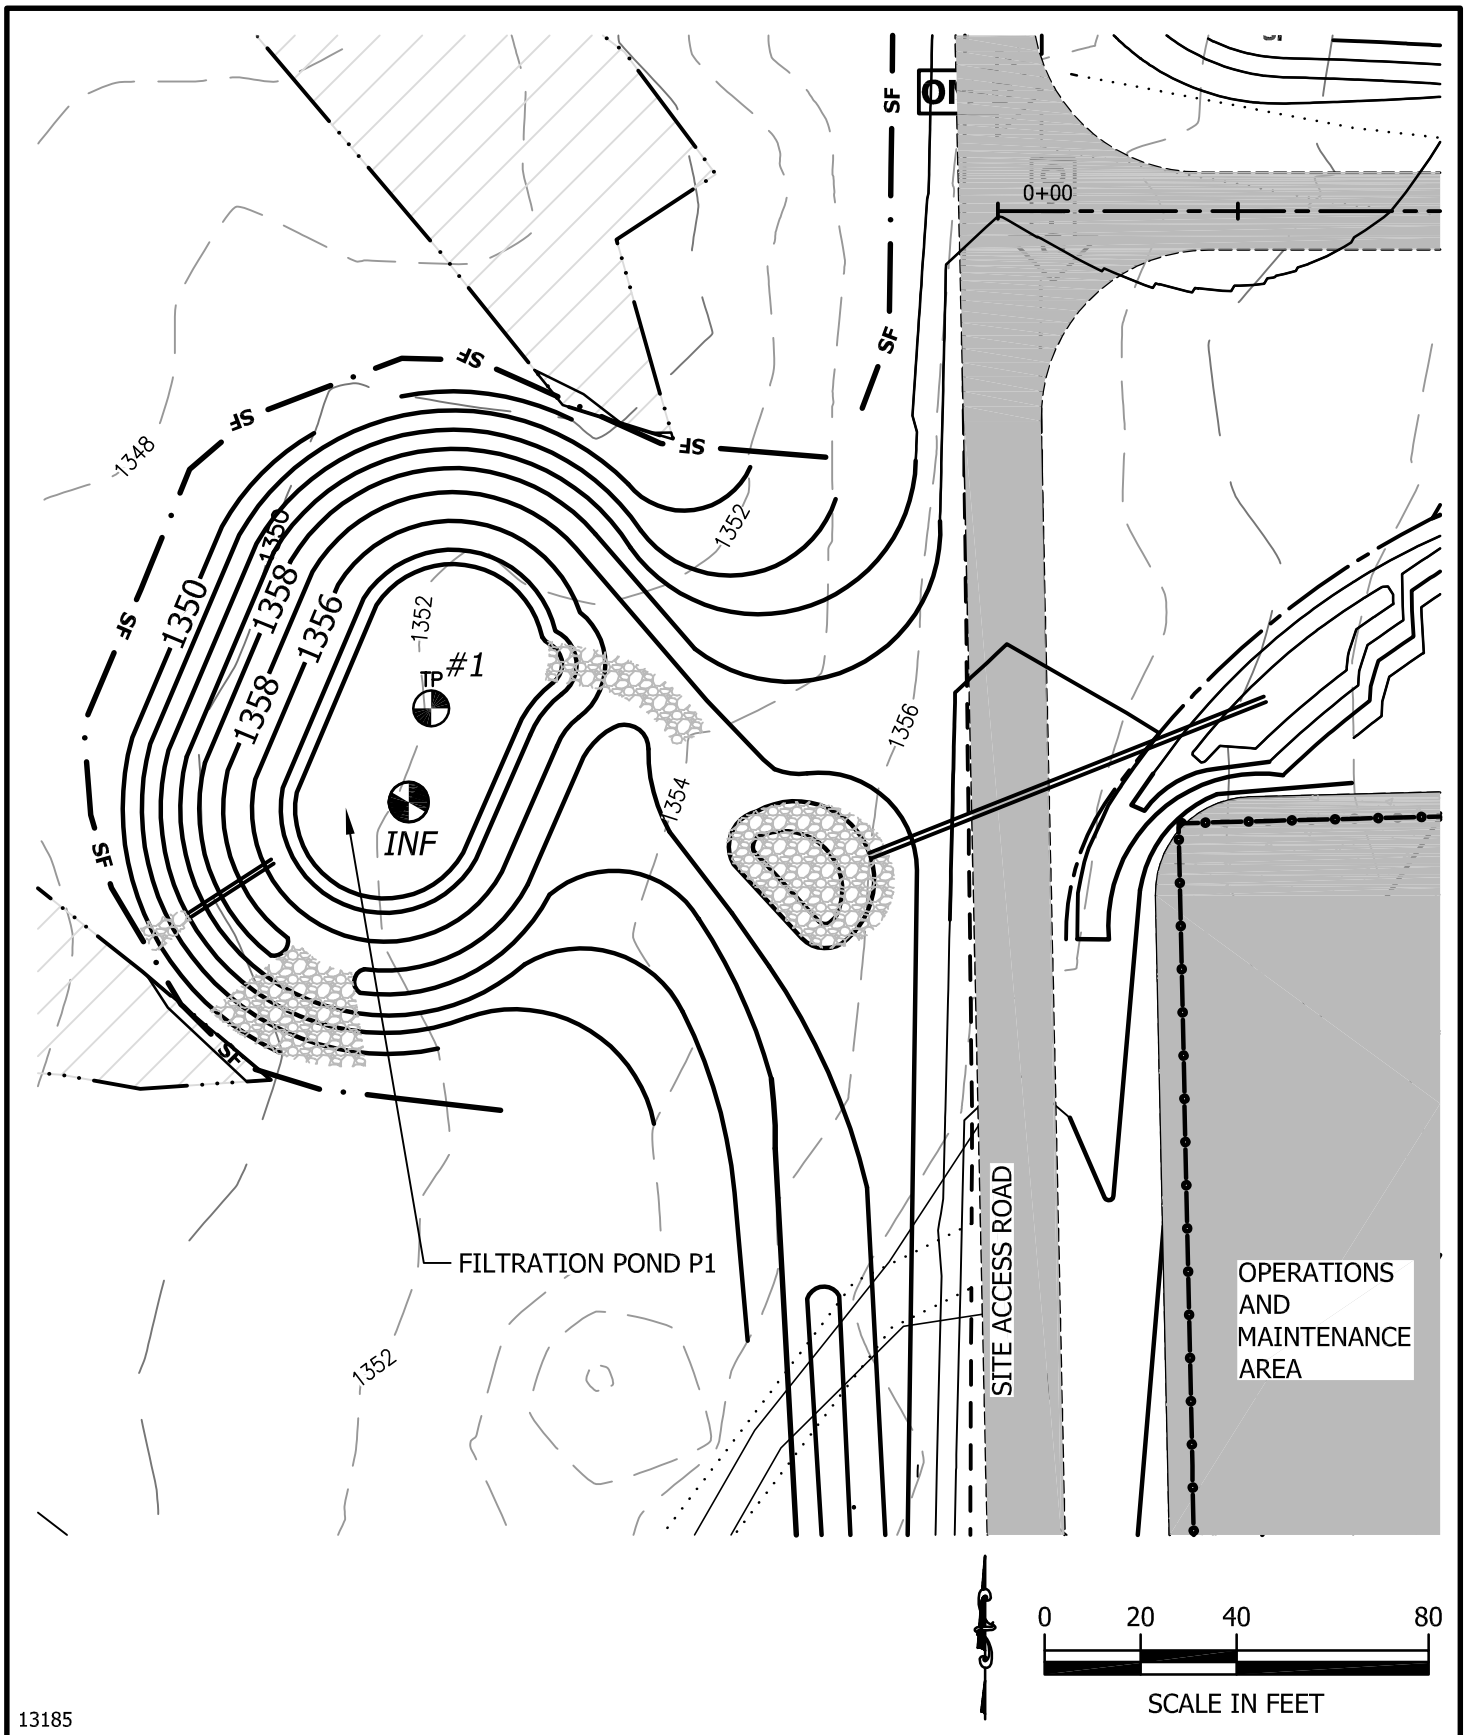 SF
SF
0+00
SF
SF
SF
SF
1348
1352
1350
1350
1358
1356
1352
SF
#1
TP
1358
1356
1354
INF
SF
SF
FILTRATION POND P1
SITE ACCESS ROAD
OPERATIONS
AND
MAINTENANCE
AREA
1352
0 20 40 80
SCALE IN FEET
13185